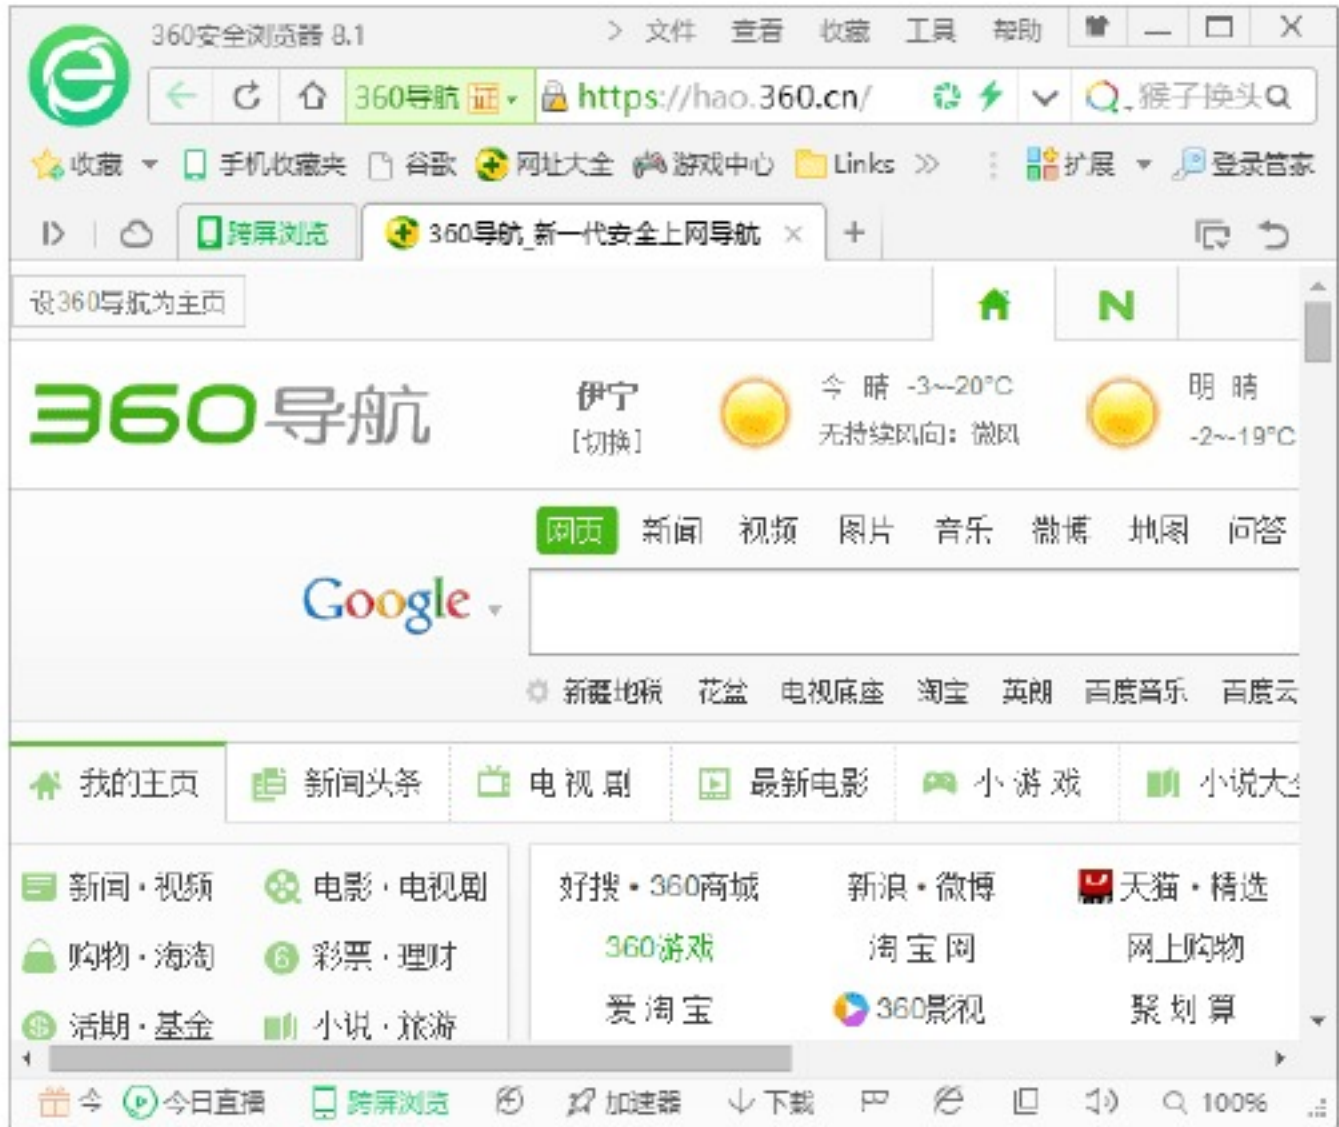 360安全浏览器 8.1 文件 查看 收藏 工具 帮助
360导航 证 https://hao.360.cn/ 猴子换头
收藏 手机收藏夹 谷歌 网址大全 游戏中心 Links 扩展 登录管家
跨屏浏览 360导航_新一代安全上网导航
设360导航为主页 N
360导航 伊宁 今 晴 -3~-20°C 明 晴
[切换] 无持续风向：微风 -2~-19°C
网页 新闻 视频 图片 音乐 微博 地图 问答
Google
新疆地税 花盆 电视底座 淘宝 英朗 百度音乐 百度云
我的主页 新闻头条 电视剧 最新电影 小游戏 小说大全
新闻·视频 电影·电视剧 好搜·360商城 新浪·微博 天猫·精选
购物·海淘 彩票·理财 360游戏 淘宝网 网上购物
活期·基金 小说·旅游 爱淘宝 360影视 聚划算
今 今日直播 跨屏浏览 加速器 下载 100%